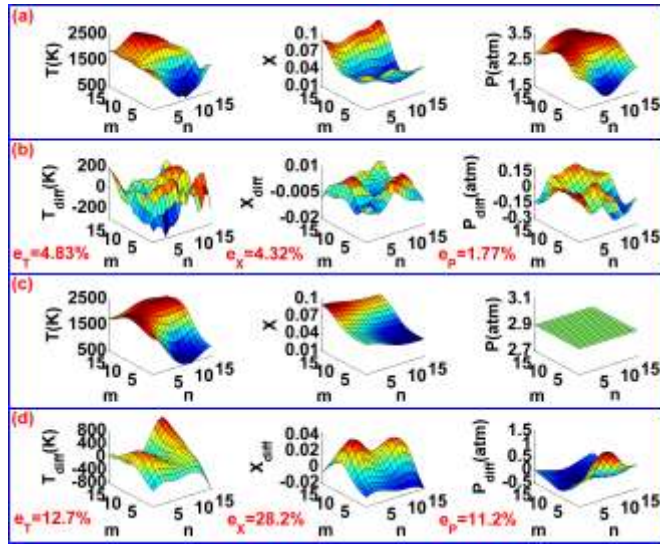 (a)
T(K)
2500
1500
500
15
10
5
m
5
10
15
n
X
0.1
0.07
0.04
0.01
15
10
5
m
5
10
15
n
P(atm)
3.5
2.5
1.5
15
10
5
m
5
10
15
n
(b)
T_diff(K)
200
0
-200
15
10
5
m
5
10
15
n
e_T=4.83%
X_diff
0.01
-0.005
-0.02
15
10
5
m
5
10
15
n
e_X=4.32%
P_diff(atm)
0.15
0
-0.15
-0.3
15
10
5
m
5
10
15
n
e_P=1.77%
(c)
T(K)
2500
1500
500
15
10
5
m
5
10
15
n
X
0.1
0.07
0.04
0.01
15
10
5
m
5
10
15
n
P(atm)
3.1
2.9
2.7
15
10
5
m
5
10
15
n
(d)
T_diff(K)
800
400
0
-400
-800
15
10
5
m
5
10
15
n
e_T=12.7%
X_diff
0.04
0.02
0
-0.02
15
10
5
m
5
10
15
n
e_X=28.2%
P_diff(atm)
1.5
1
0.5
0
-0.5
15
10
5
m
5
10
15
n
e_P=11.2%